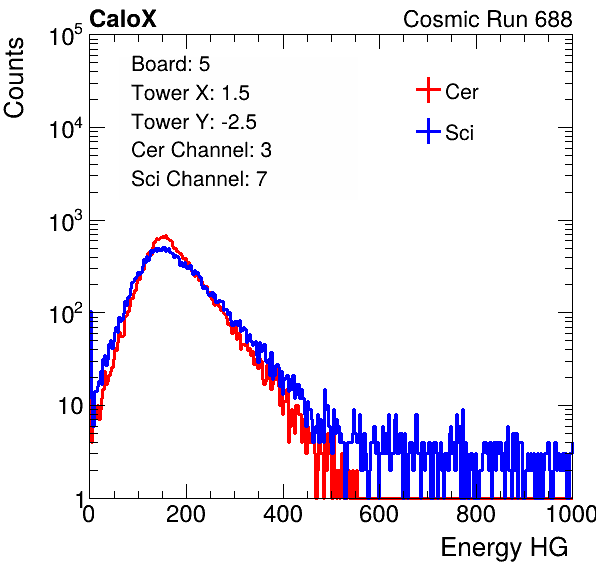 CaloX Cosmic Run 688
Counts
10^5
10^4
10^3
10^2
10
1
Board: 5
Tower X: 1.5
Tower Y: -2.5
Cer Channel: 3
Sci Channel: 7
Cer
Sci
0 200 400 600 800 1000
Energy HG